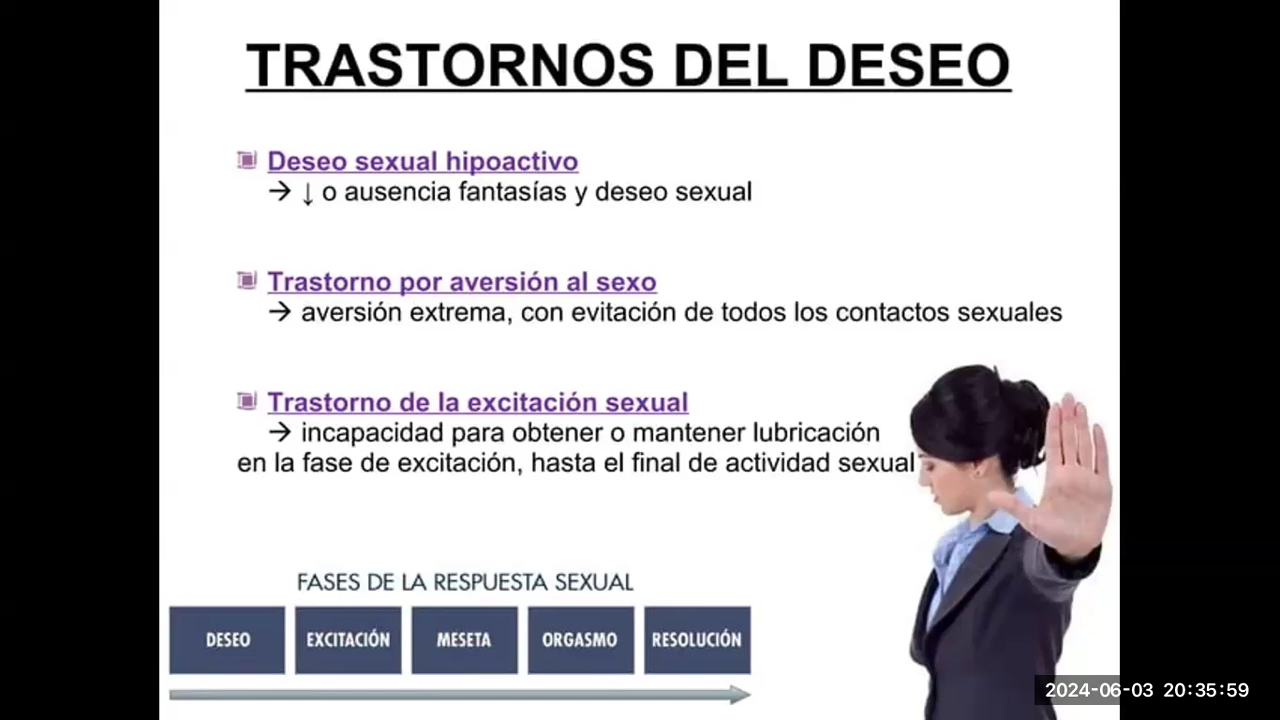 TRASTORNOS DEL DESEO
Deseo sexual hipoactivo
→ ↓ o ausencia fantasías y deseo sexual
Trastorno por aversión al sexo
→ aversión extrema, con evitación de todos los contactos sexuales
Trastorno de la excitación sexual
→ incapacidad para obtener o mantener lubricación
en la fase de excitación, hasta el final de actividad sexual
FASES DE LA RESPUESTA SEXUAL
DESEO EXCITACIÓN MESETA ORGASMO RESOLUCIÓN
2024-06-03 20:35:59